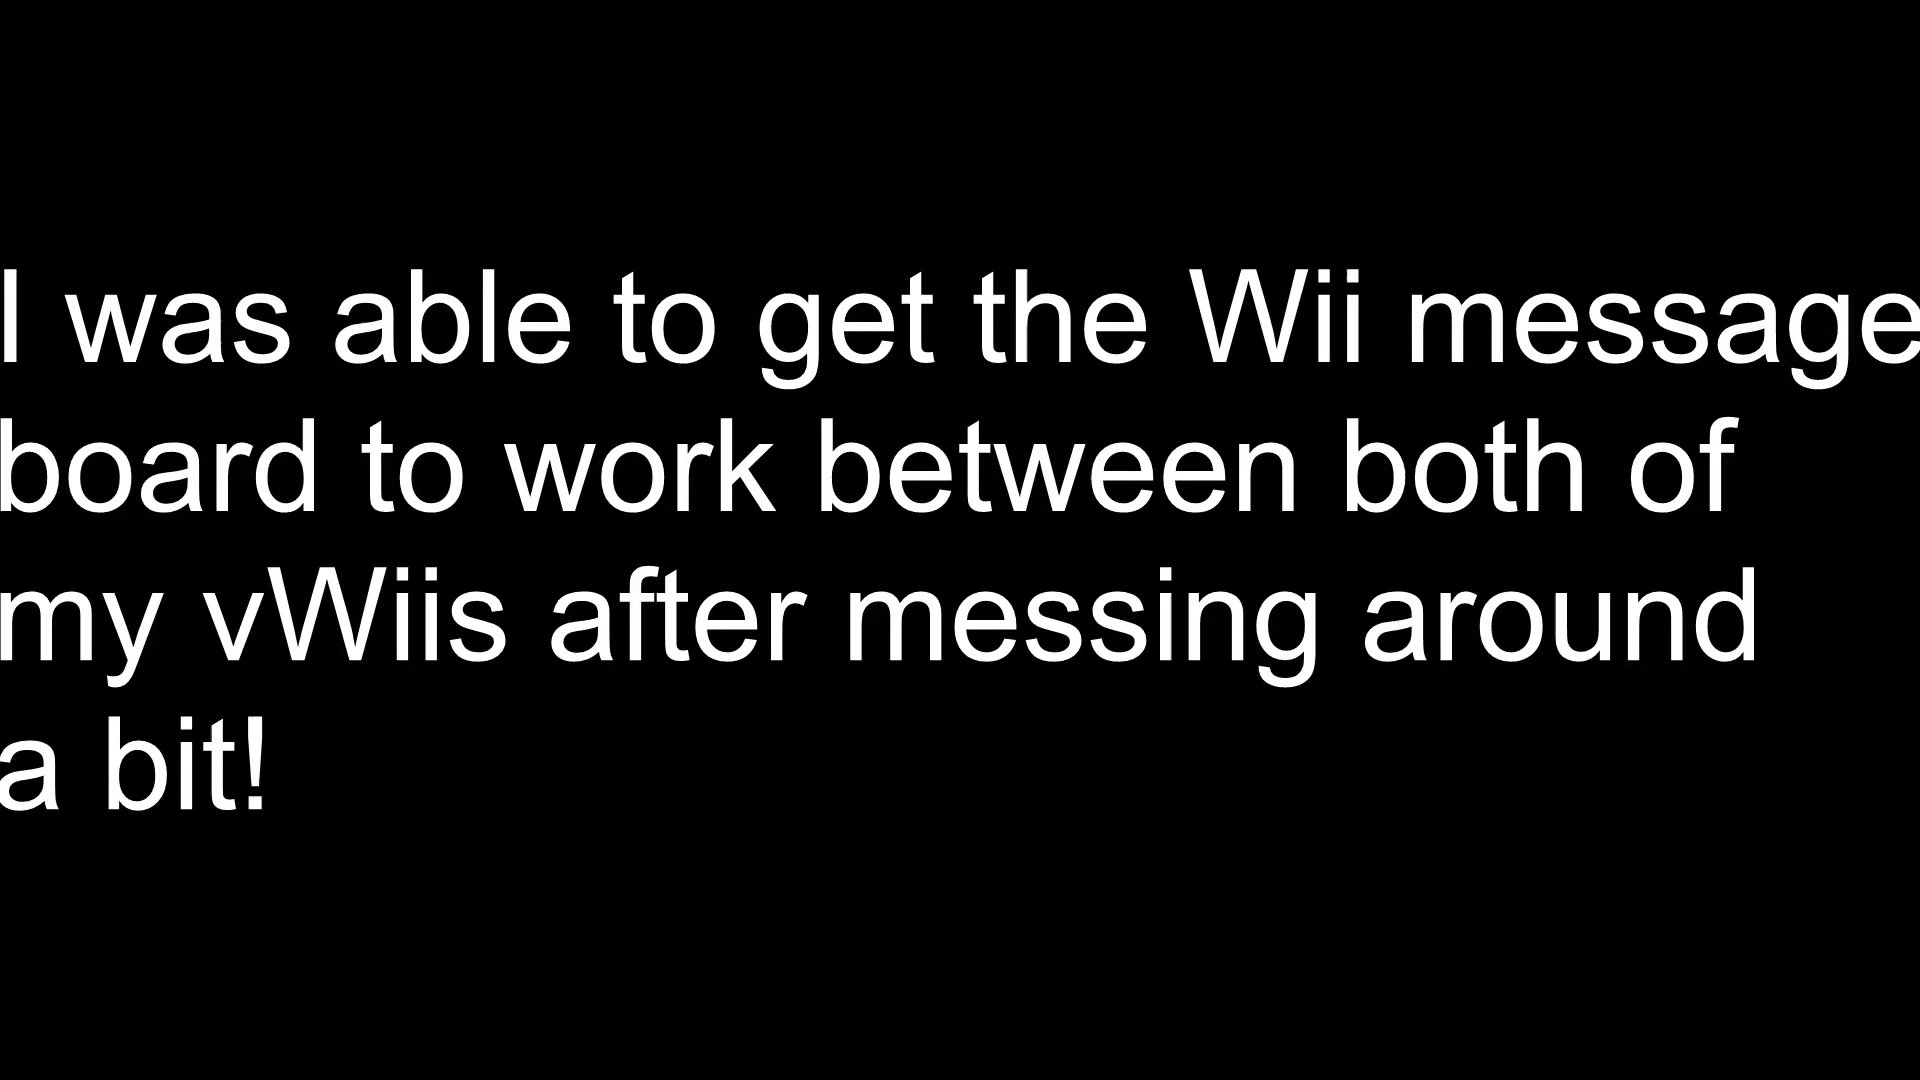 I was able to get the Wii message
board to work between both of
my vWiis after messing around
a bit!